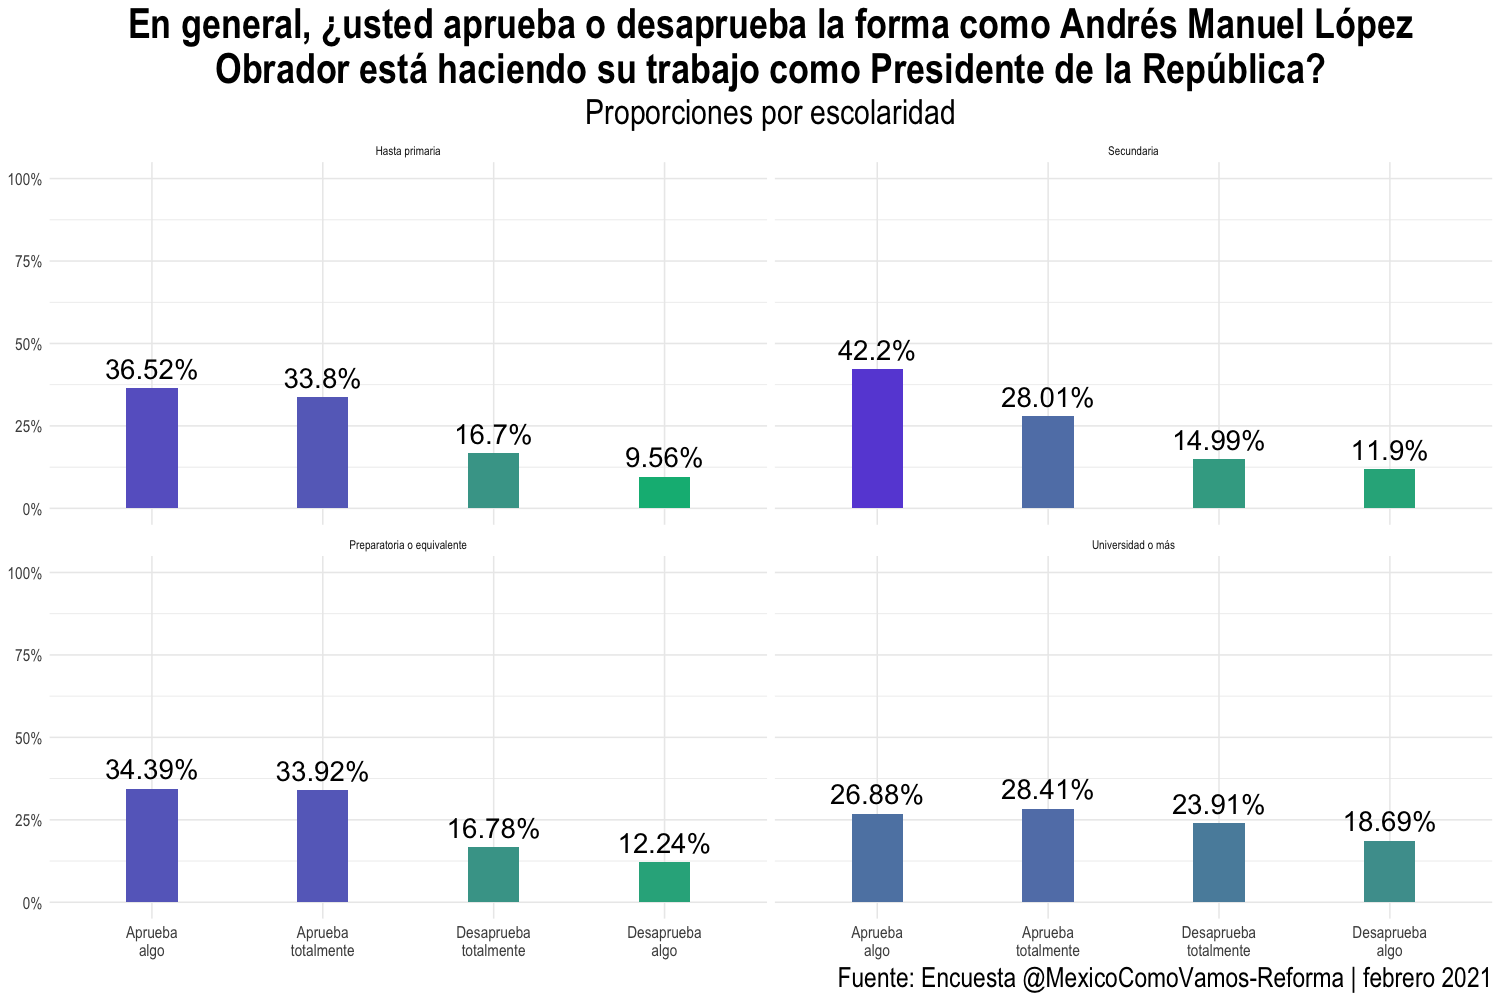 En general, ¿usted aprueba o desaprueba la forma como Andrés Manuel López
Obrador está haciendo su trabajo como Presidente de la República?
Proporciones por escolaridad
Hasta primaria
100%
75%
50%
25%
0%
36.52%
33.8%
16.7%
9.56%
Secundaria
42.2%
28.01%
14.99%
11.9%
Preparatoria o equivalente
100%
75%
50%
25%
0%
34.39%
33.92%
16.78%
12.24%
Aprueba
algo
Aprueba
totalmente
Desaprueba
totalmente
Desaprueba
algo
Universidad o más
26.88%
28.41%
23.91%
18.69%
Aprueba
algo
Aprueba
totalmente
Desaprueba
totalmente
Desaprueba
algo
Fuente: Encuesta @MexicoComoVamos-Reforma | febrero 2021